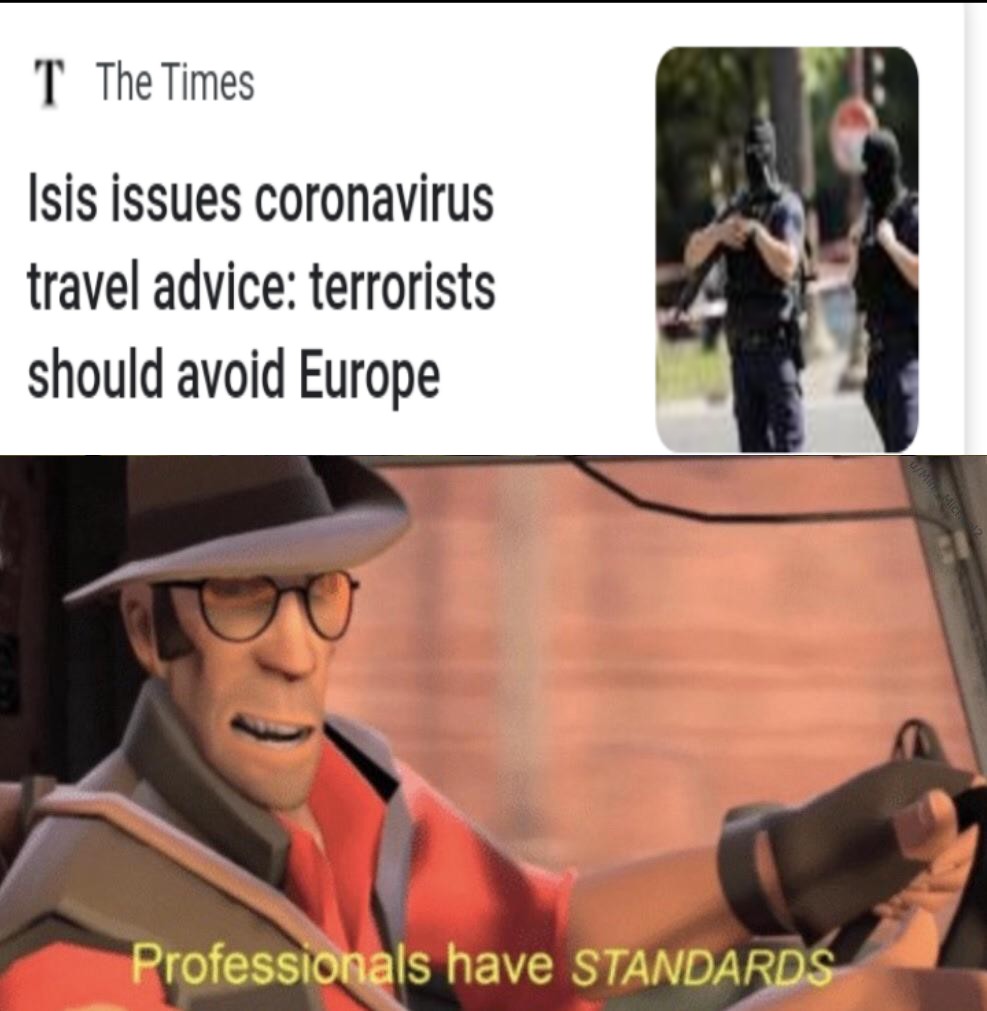 T The Times
Isis issues coronavirus
travel advice: terrorists
should avoid Europe
Professionals have STANDARDS